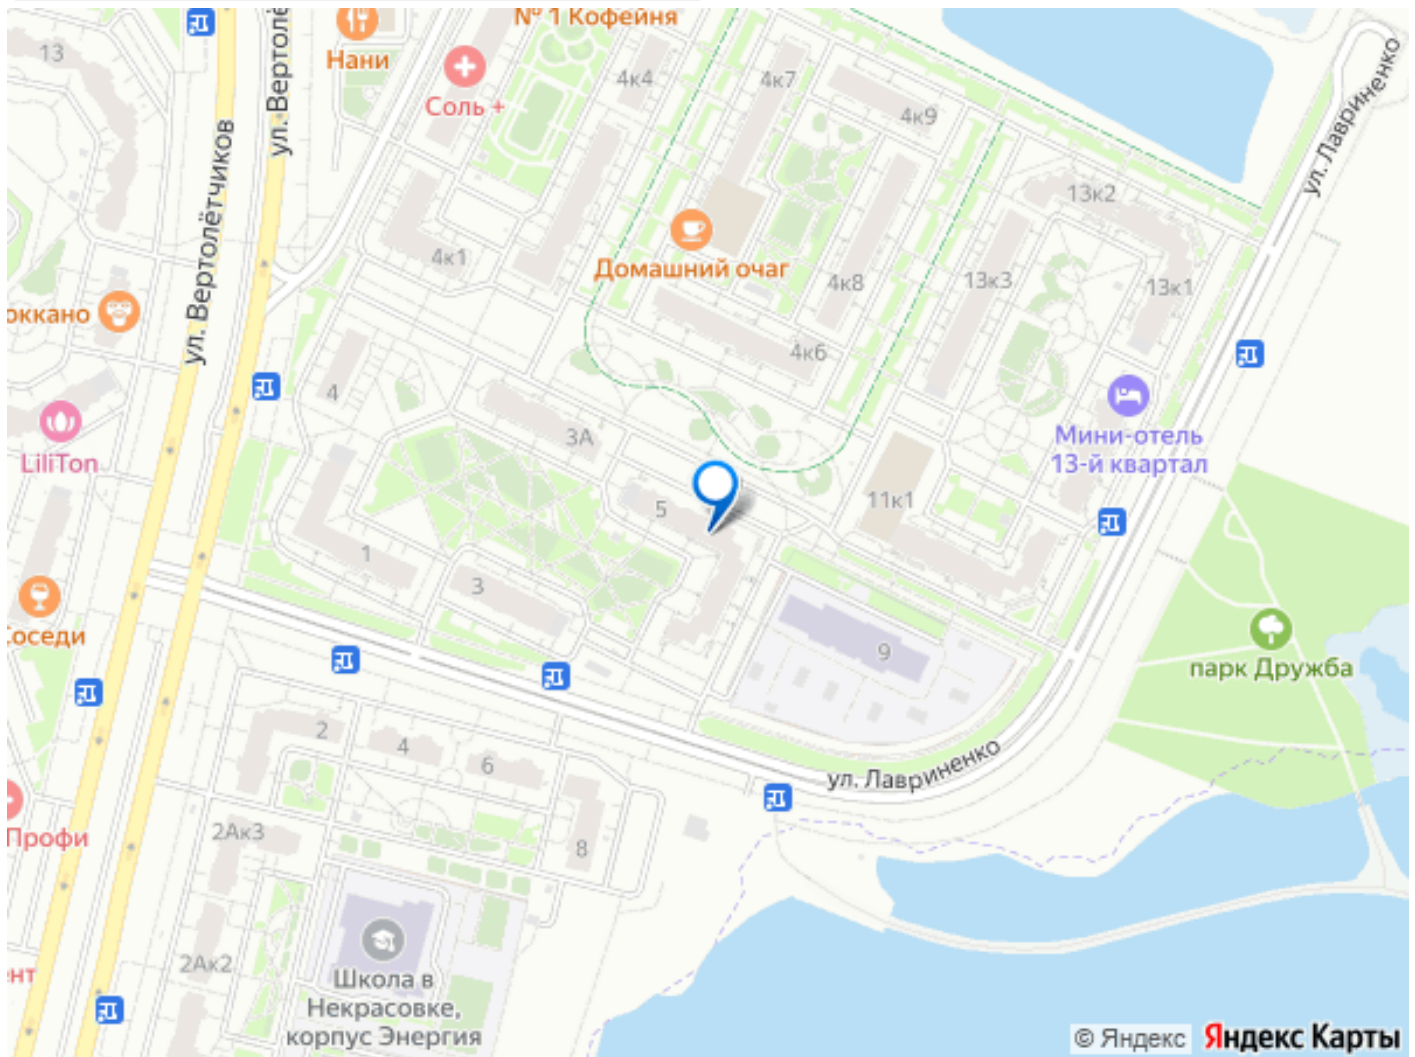 № 1 Кофейня
13
Нани
ул. Вертолё
Соль +
4к4
4к7
4к9
ул. Лавриненко
ул. Вертолётчиков
13к2
4к1
Домашний очаг
4к8
13к3
13к1
оккано
4к6
4
3А
LiliTon
Мини-отель
13-й квартал
5
11к1
1
3
Соседи
9
парк Дружба
2
4
6
ул. Лавриненко
2Ак3
Профи
8
2Ак2
ент
Школа в
Некрасовке,
корпус Энергия
© Яндекс Яндекс Карты